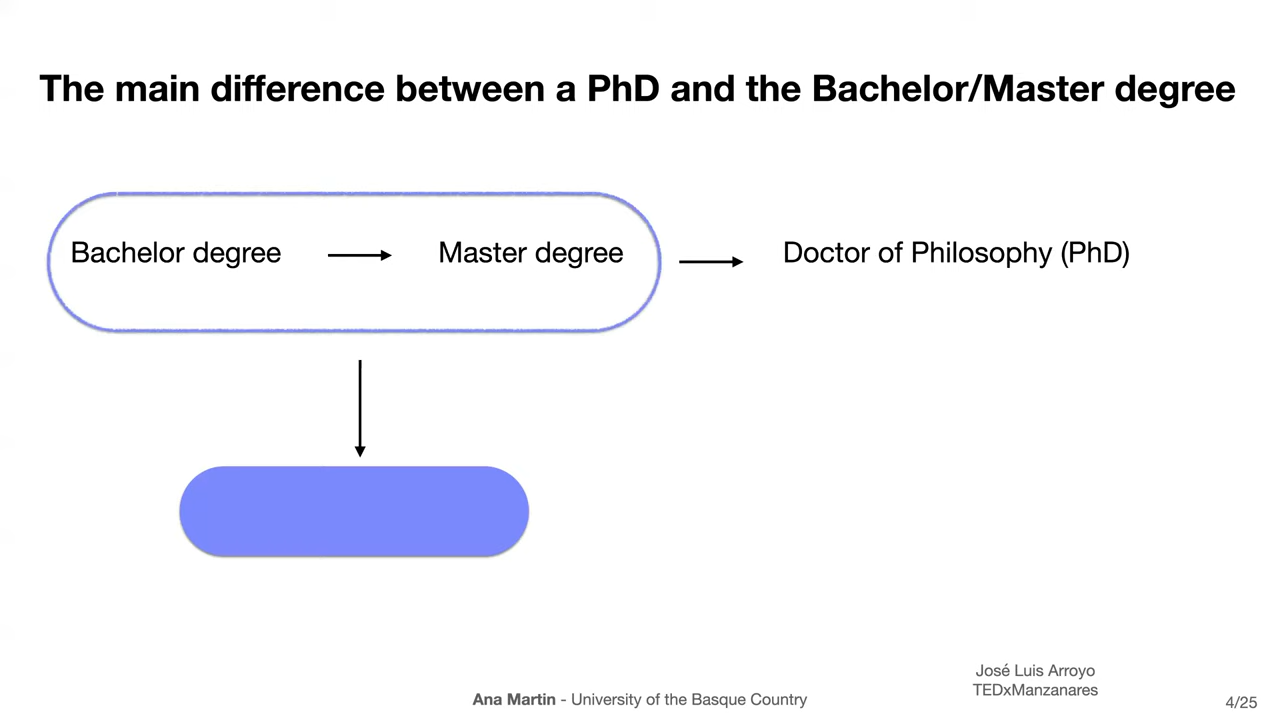 The main difference between a PhD and the Bachelor/Master degree
Bachelor degree
Master degree
Doctor of Philosophy (PhD)
José Luis Arroyo
TEDxManzanares
Ana Martin - University of the Basque Country
4/25